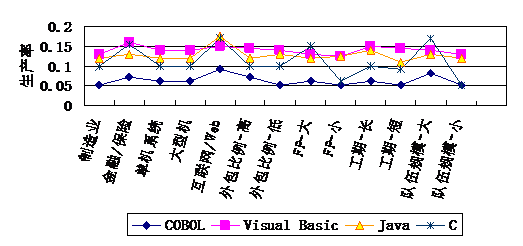 生产率
0.2
0.15
0.1
0.05
0
制造业
金融/保险
单机系统
大型机
互联网/Web
外包比例-高
外包比例-低
FP-大
FP-小
工期-长
工期-短
队伍规模-大
队伍规模-小
COBOL Visual Basic Java C